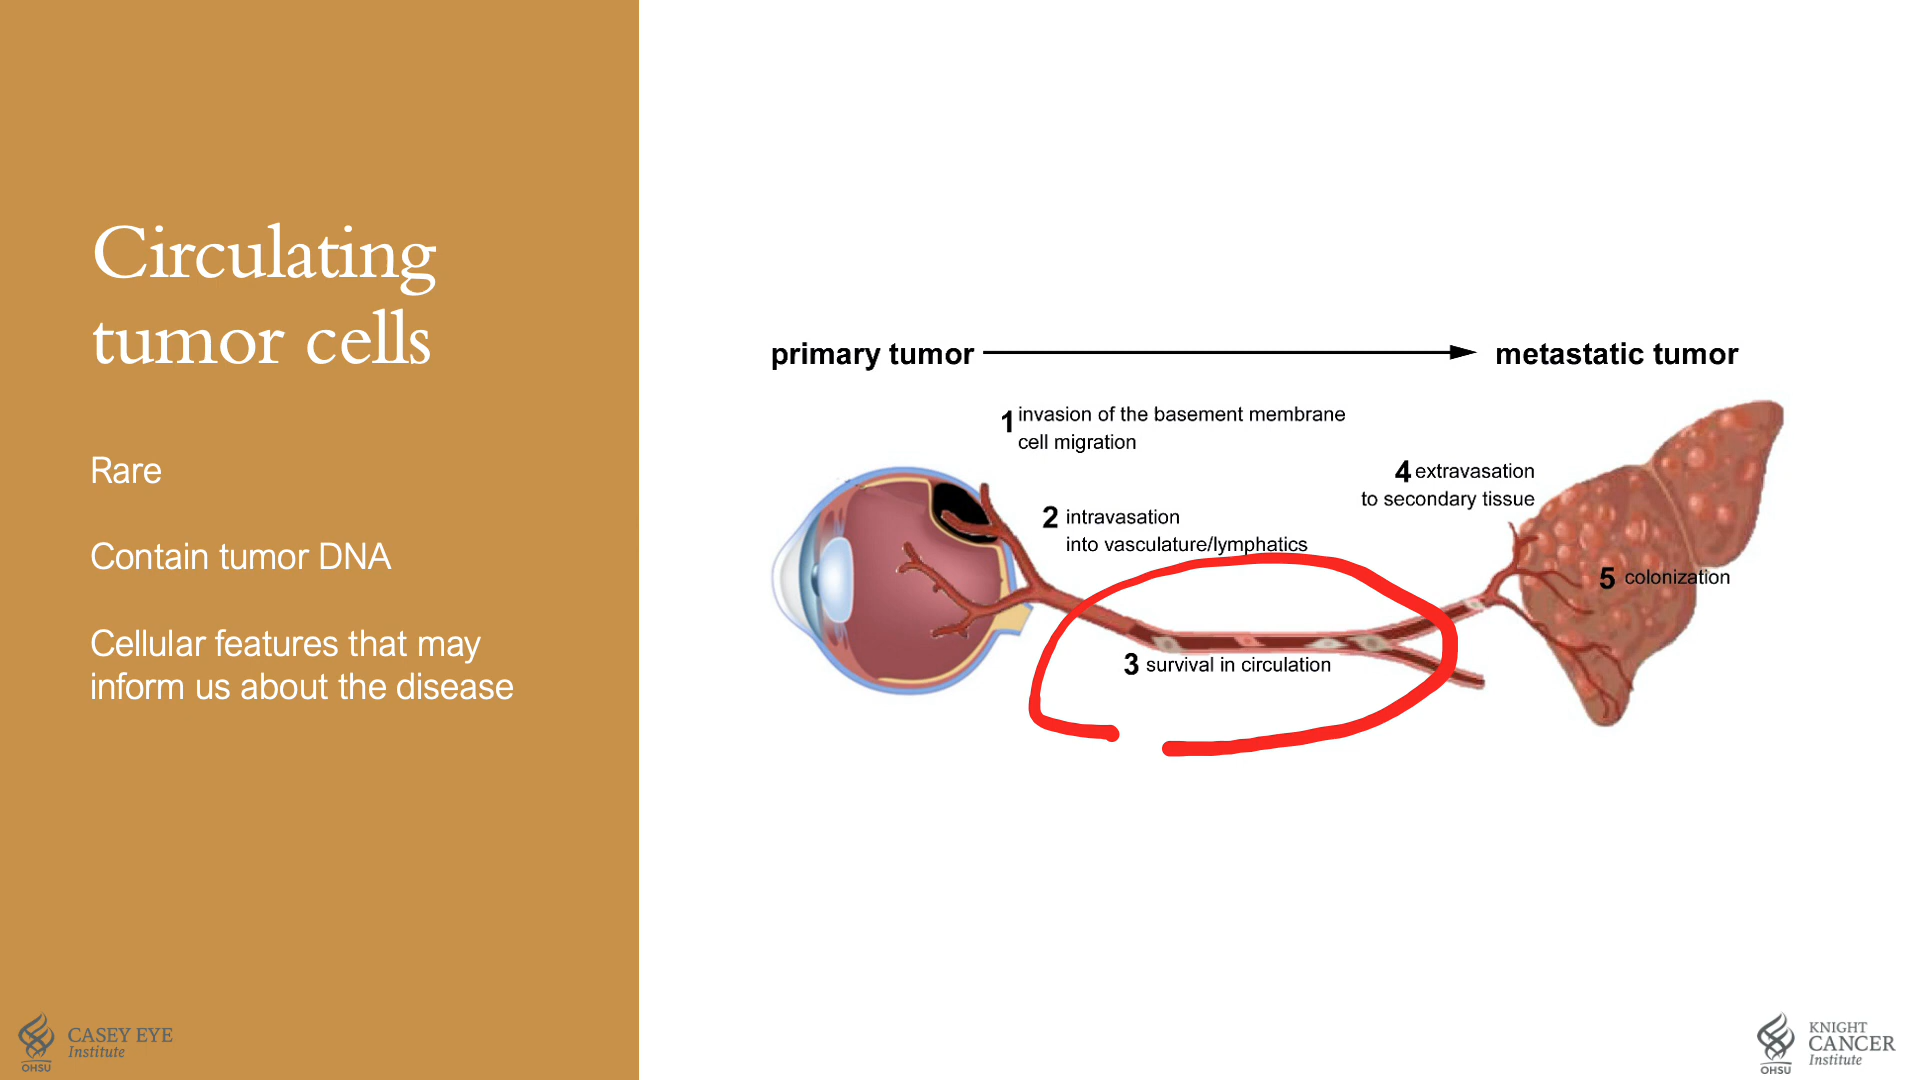 Circulating
tumor cells
Rare
Contain tumor DNA
Cellular features that may
inform us about the disease
primary tumor
metastatic tumor
1 invasion of the basement membrane
cell migration
2 intravasation
into vasculature/lymphatics
3 survival in circulation
4 extravasation
to secondary tissue
5 colonization
CASEY EYE
Institute
OHSU
KNIGHT
CANCER
Institute
OHSU